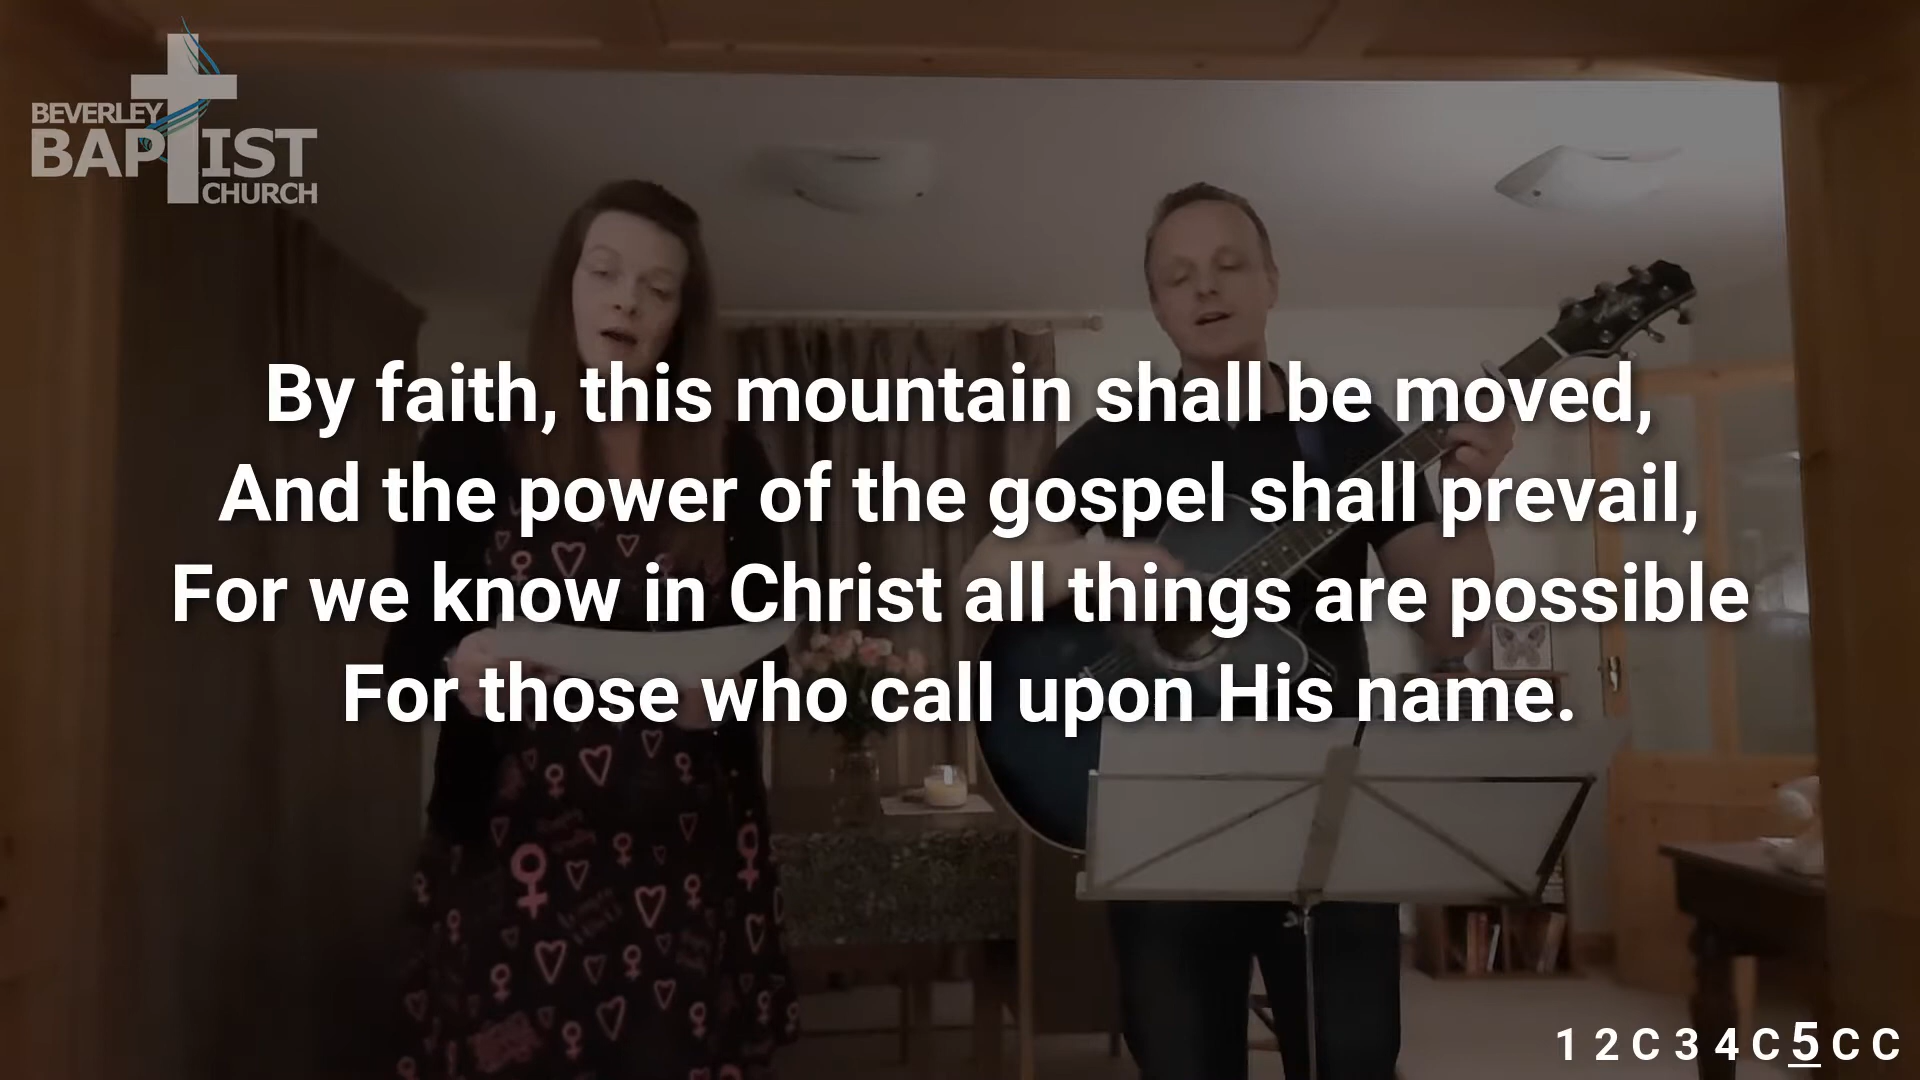 BEVERLEY
BAPTIST
CHURCH
By faith, this mountain shall be moved,
And the power of the gospel shall prevail,
For we know in Christ all things are possible
For those who call upon His name.
1 2 C 3 4 C 5 C C